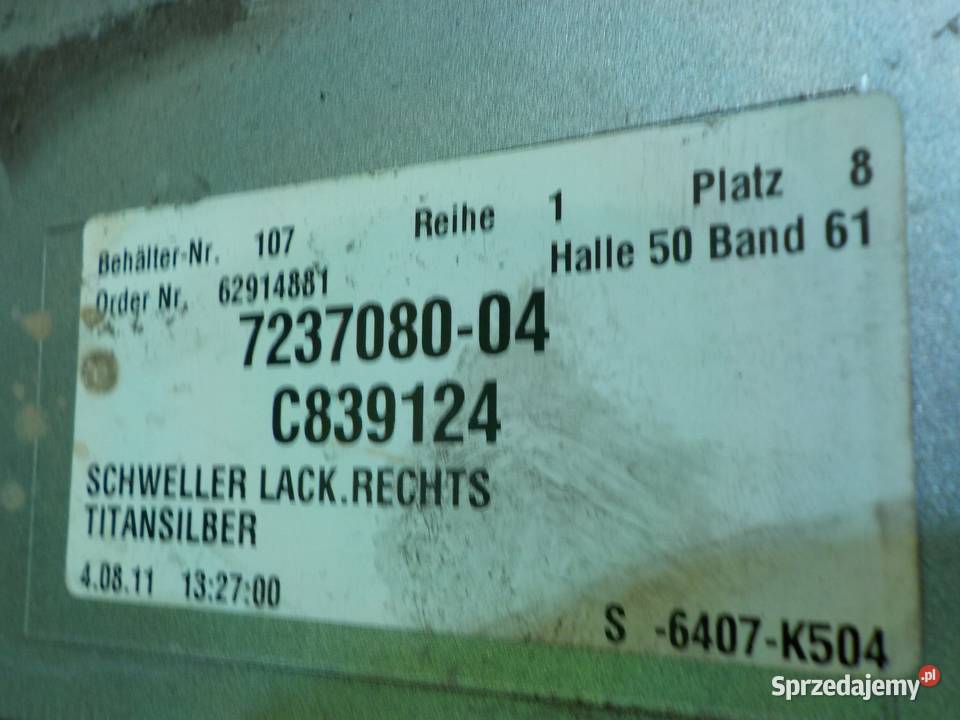 Behälter-Nr. 107 Reihe 1 Platz 8
Order Nr. 62914881 Halle 50 Band 61
7237080-04
C839124
SCHWELLER LACK.RECHTS
TITANSILBER
4.08.11 13:27:00
S -6407-K504
Sprzedajemy.pl